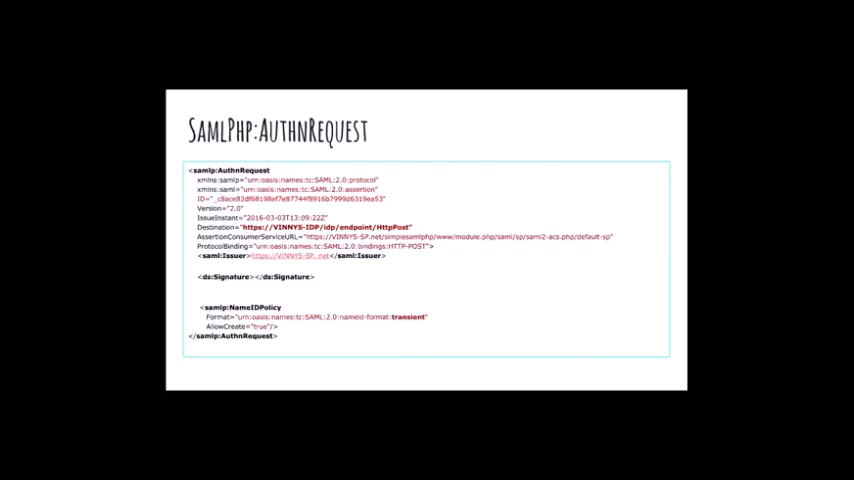 SAMLPHP:AUTHNREQUEST
<samlp:AuthnRequest
xmlns:samlp="urn:oasis:names:tc:SAML:2.0:protocol"
xmlns:saml="urn:oasis:names:tc:SAML:2.0:assertion"
ID="_c8ace83df68198ef7e87744f8916b7999d6319ea53"
Version="2.0"
IssueInstant="2016-03-03T13:09:22Z"
Destination="https://VINNYS-IDP/idp/endpoint/HttpPost"
AssertionConsumerServiceURL="https://VINNYS-SP.net/simplesamlphp/www/module.php/saml/sp/saml2-acs.php/default-sp"
ProtocolBinding="urn:oasis:names:tc:SAML:2.0:bindings:HTTP-POST">
<saml:Issuer>https://VINNYS-SP..net</saml:Issuer>
<ds:Signature></ds:Signature>
<samlp:NameIDPolicy
Format="urn:oasis:names:tc:SAML:2.0:nameid-format:transient"
AllowCreate="true"/>
</samlp:AuthnRequest>